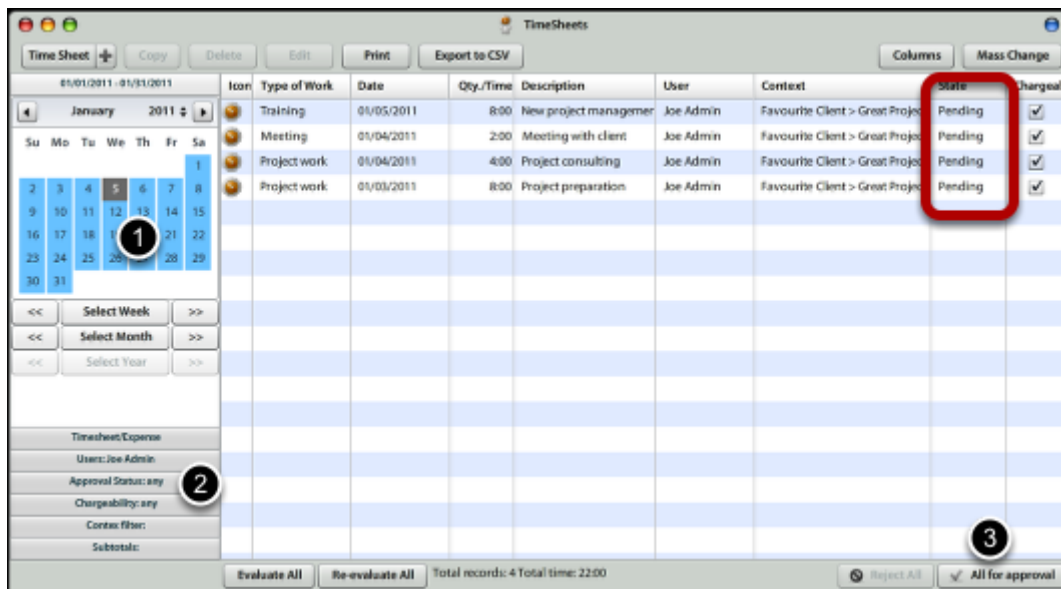 TimeSheets
Time Sheet Copy Delete Edit Print Export to CSV Columns Mass Change
01/01/2011 - 01/31/2011
Icon Type of Work Date Qty./Time Description User Context State Chargeal
January 2011
Training 01/05/2011 8:00 New project managemer Joe Admin Favourite Client > Great Projec Pending
Su Mo Tu We Th Fr Sa
Meeting 01/04/2011 2:00 Meeting with client Joe Admin Favourite Client > Great Projec Pending
1
Project work 01/04/2011 4:00 Project consulting Joe Admin Favourite Client > Great Projec Pending
2 3 4 5 6 7 8
Project work 01/03/2011 8:00 Project preparation Joe Admin Favourite Client > Great Projec Pending
9 10 11 12 13 14 15
16 17 18 1 21 22
23 24 25 26 28 29
30 31
<< Select Week >>
<< Select Month >>
<< Select Year >>
Timesheet/Expense
Users: Joe Admin
Approval Status: any
2
Chargeability: any
Contex filter:
Subtotals:
3
Evaluate All Re-evaluate All Total records: 4 Total time: 22:00 Reject All All for approval